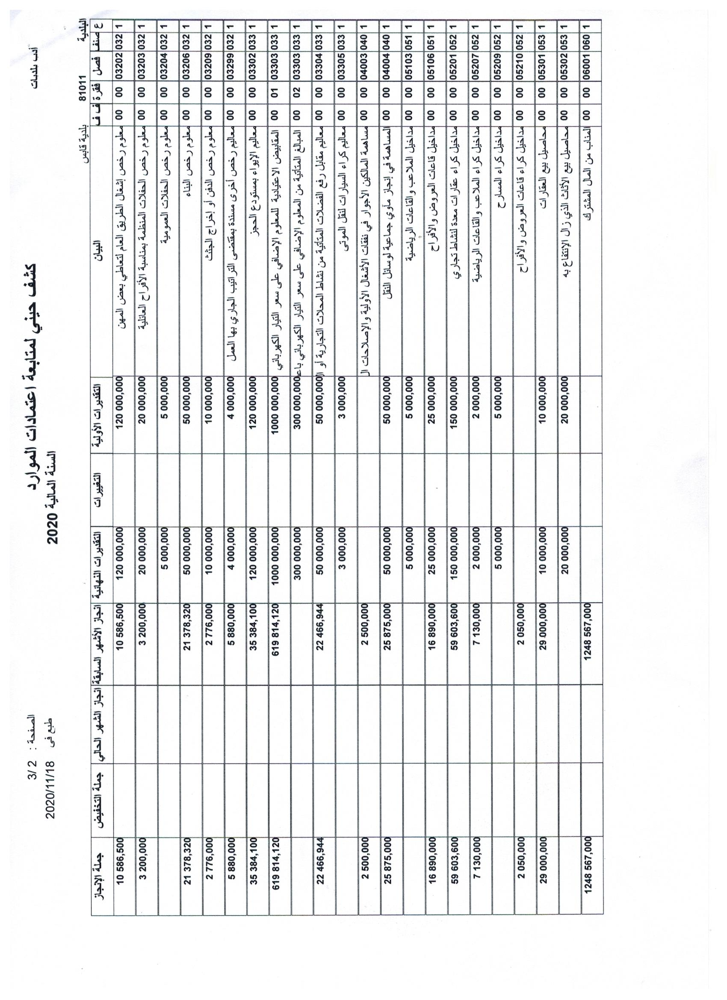 أدب بلديات
كشف حيني لمتابعة اعتمادات الموارد
الصفحة : 2 /3
السنة المالية 2020
طبع فى 2020/11/18
البلدية 81011 بلدية قابس
ع صنف فصل فقرة ف ف البيان التقديرات الأولية التغييرات التقديرات النهائية انجاز الأشهر السابقة انجاز الشهر الحالي جملة التخفيض جملة الإنجاز
1 032 03202 00 00 معلوم رخص إشغال الطريق العام لتعاطي بعض المهن 120 000,000 120 000,000 10 586,500 10 586,500
1 032 03203 00 00 معلوم رخص الحفلات المنظمة بمناسبة الأفراح العائلية 20 000,000 20 000,000 3 200,000 3 200,000
1 032 03204 00 00 معلوم رخص الحفلات العمومية 5 000,000 5 000,000
1 032 03206 00 00 معلوم رخص البناء 50 000,000 50 000,000 21 378,320 21 378,320
1 032 03209 00 00 معلوم رخص الدفن أو إخراج الجثث 10 000,000 10 000,000 2 776,000 2 776,000
1 032 03299 00 00 معاليم رخص أخرى مسندة بمقتضى التراتيب الجاري بها العمل 4 000,000 4 000,000 5 880,000 5 880,000
1 033 03302 00 00 معاليم الإيواء بمستودع الحجز 120 000,000 120 000,000 35 384,100 35 384,100
1 033 03303 01 00 المقابيض الاعتيادية للمعلوم الإضافي على سعر التيار الكهربائي 1000 000,000 1000 000,000 619 814,120 619 814,120
1 033 03303 02 00 المبالغ المتأتية من المعلوم الإضافي على سعر التيار الكهربائي باع 300 000,000 300 000,000
1 033 03304 00 00 معاليم مقابل رفع الفضلات المتأتية من نشاط المحلات التجارية أو ال 50 000,000 50 000,000 22 466,944 22 466,944
1 033 03305 00 00 معاليم كراء السيارات لنقل الموتى 3 000,000 3 000,000
1 040 04003 00 00 مساهمة المالكين الأجوار في نفقات الأشغال الأولية والإصلاحات ال 2 500,000 2 500,000
1 040 04004 00 00 المساهمة في إنجاز مآوي جماعية لوسائل النقل 50 000,000 50 000,000 25 875,000 25 875,000
1 051 05103 00 00 مداخيل الملاعب والقاعات الرياضية 5 000,000 5 000,000
1 051 05106 00 00 مداخيل قاعات العروض والأفراح 25 000,000 25 000,000 16 890,000 16 890,000
1 052 05201 00 00 مداخيل كراء عقارات معدة لنشاط تجاري 150 000,000 150 000,000 59 603,600 59 603,600
1 052 05207 00 00 مداخيل كراء الملاعب والقاعات الرياضية 2 000,000 2 000,000 7 130,000 7 130,000
1 052 05209 00 00 مداخيل كراء المسارح 5 000,000 5 000,000
1 052 05210 00 00 مداخيل كراء قاعات العروض والأفراح 2 050,000 2 050,000
1 053 05301 00 00 محاصيل بيع العقارات 10 000,000 10 000,000 29 000,000 29 000,000
1 053 05302 00 00 محاصيل بيع الأثاث الذي زال الإنتفاع به 20 000,000 20 000,000
1 060 06001 00 00 المناب من المال المشترك 1248 567,000 1248 567,000